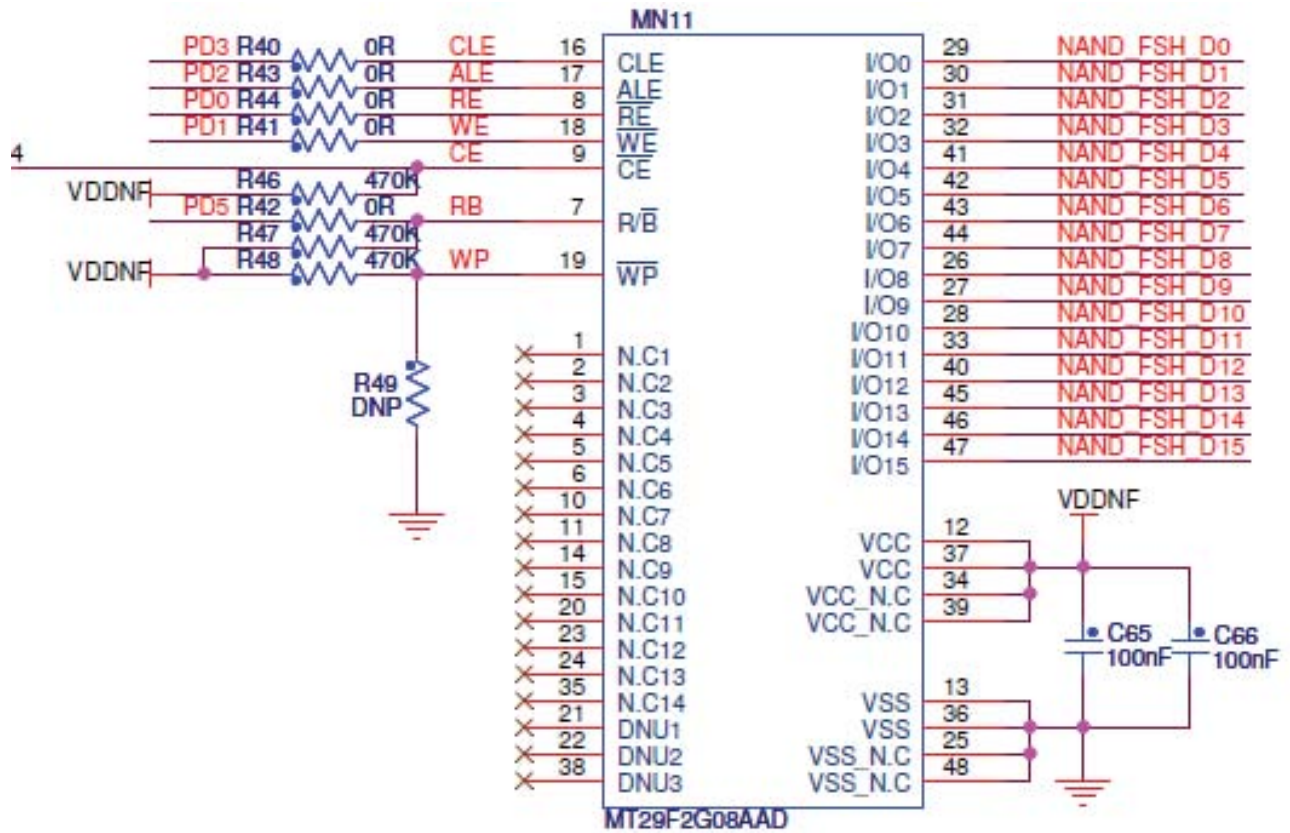 MN11
PD3 R40 0R CLE 16 CLE I/O0 29 NAND_FSH_D0
PD2 R43 0R ALE 17 ALE I/O1 30 NAND_FSH_D1
PD0 R44 0R RE 8 RE I/O2 31 NAND_FSH_D2
PD1 R41 0R WE 18 WE I/O3 32 NAND_FSH_D3
4 CE 9 CE I/O4 41 NAND_FSH_D4
VDDNF R46 470K I/O5 42 NAND_FSH_D5
PD5 R42 0R RB 7 R/B I/O6 43 NAND_FSH_D6
R47 470K I/O7 44 NAND_FSH_D7
VDDNF R48 470K WP 19 WP I/O8 26 NAND_FSH_D8
I/O9 27 NAND_FSH_D9
I/O10 28 NAND_FSH_D10
1 N.C1 I/O11 33 NAND_FSH_D11
2 N.C2 I/O12 40 NAND_FSH_D12
R49
DNP
3 N.C3 I/O13 45 NAND_FSH_D13
4 N.C4 I/O14 46 NAND_FSH_D14
5 N.C5 I/O15 47 NAND_FSH_D15
6 N.C6
VDDNF
10 N.C7
11 N.C8 VCC 12
14 N.C9 VCC 37
15 N.C10 VCC_N.C 34
20 N.C11 VCC_N.C 39
23 N.C12
C65
100nF
C66
100nF
24 N.C13
35 N.C14 VSS 13
21 DNU1 VSS 36
22 DNU2 VSS_N.C 25
38 DNU3 VSS_N.C 48
MT29F2G08AAD